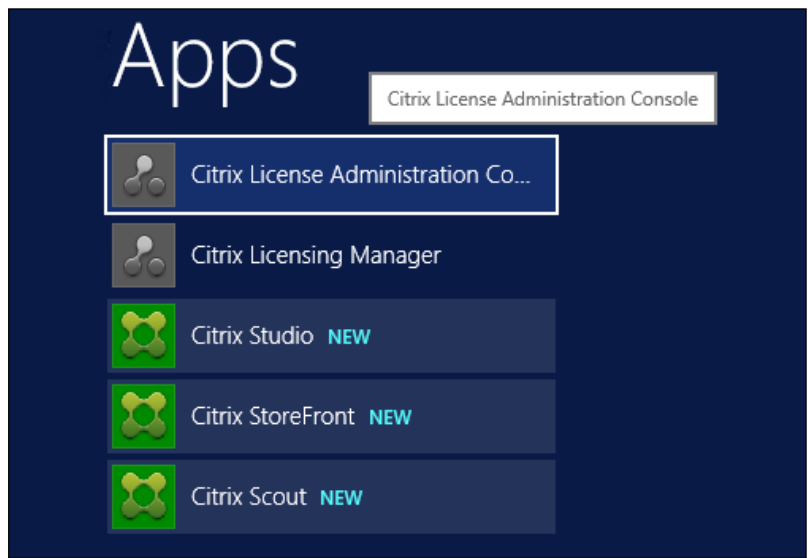 Apps
Citrix License Administration Console
Citrix License Administration Co...
Citrix Licensing Manager
Citrix Studio NEW
Citrix StoreFront NEW
Citrix Scout NEW